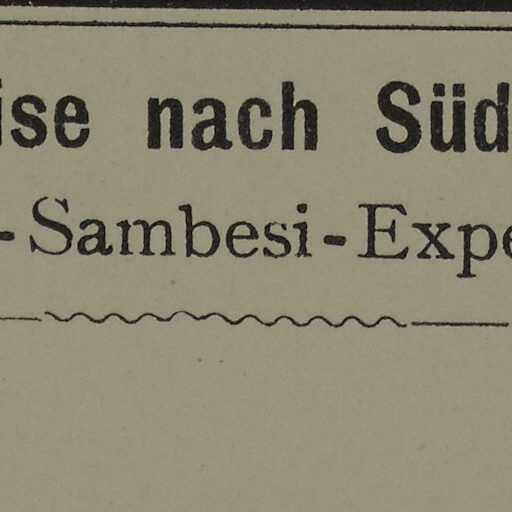 ise nach Süd
-Sambesi-Expe